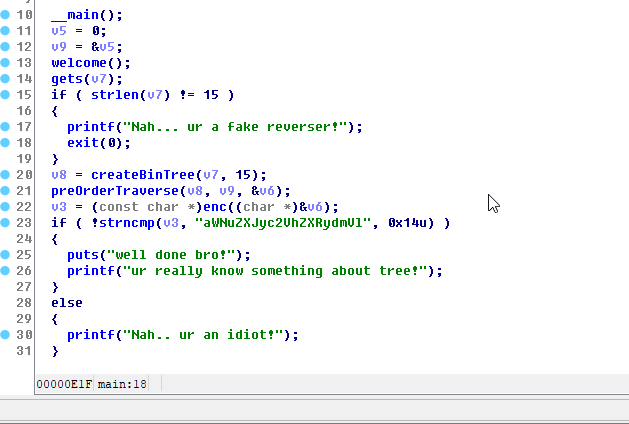 10 __main();
11 v5 = 0;
12 v9 = &v5;
13 welcome();
14 gets(v7);
15 if ( strlen(v7) != 15 )
16 {
17 printf("Nah... ur a fake reverser!");
18 exit(0);
19 }
20 v8 = createBinTree(v7, 15);
21 preOrderTraverse(v8, v9, &v6);
22 v3 = (const char *)enc((char *)&v6);
23 if ( !strncmp(v3, "aWNuZXJyc2VhZXRydmVl", 0x14u) )
24 {
25 puts("well done bro!");
26 printf("ur really know something about tree!");
27 }
28 else
29 {
30 printf("Nah.. ur an idiot!");
31 }
00000E1F main:18